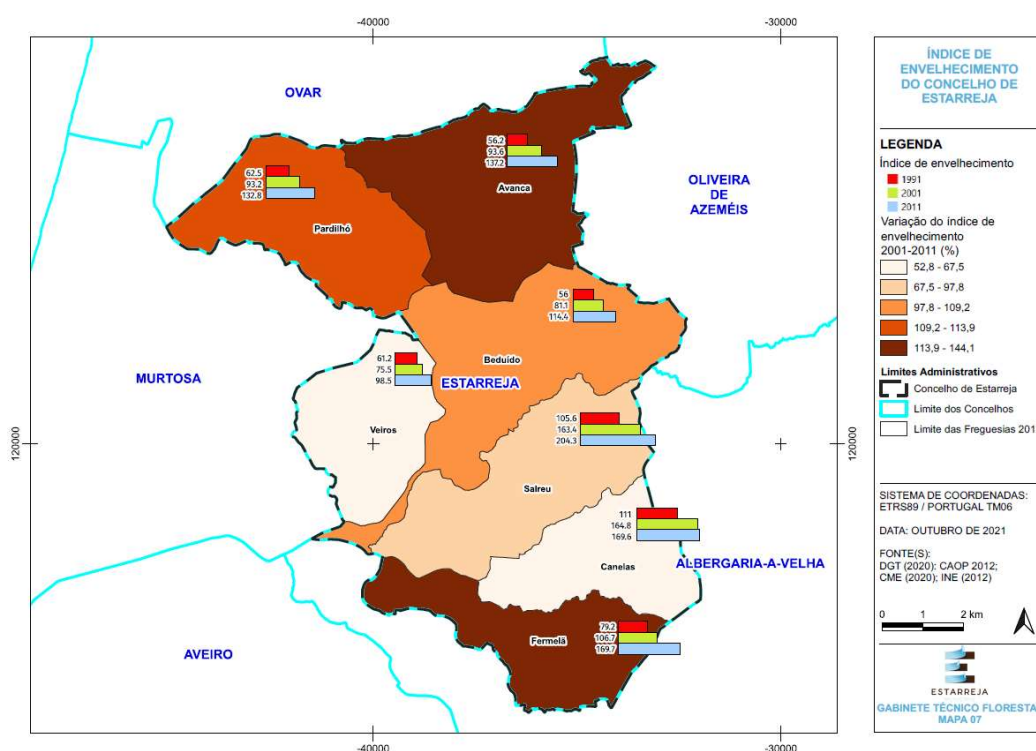 -40000
-30000
OVAR
OLIVEIRA
DE
AZEMÉIS
MURTOSA
ESTARREJA
ALBERGARIA-A-VELHA
AVEIRO
120000
120000
56.2
93.6
137.2
Avanca
62.5
93.2
132.8
Pardilhó
56
81.1
114.4
Beduído
61.2
75.5
98.5
Veiros
105.6
163.4
204.3
Salreu
111
164.8
169.6
Canelas
79.2
106.7
169.7
Fermelã
-40000
-30000
ÍNDICE DE
ENVELHECIMENTO
DO CONCELHO DE
ESTARREJA
LEGENDA
Índice de envelhecimento
1991
2001
2011
Variação do índice de
envelhecimento
2001-2011 (%)
52,8 - 67,5
67,5 - 97,8
97,8 - 109,2
109,2 - 113,9
113,9 - 144,1
Limites Administrativos
Concelho de Estarreja
Limite dos Concelhos
Limite das Freguesias 201
SISTEMA DE COORDENADAS:
ETRS89 / PORTUGAL TM06
DATA: OUTUBRO DE 2021
FONTE(S):
DGT (2020): CAOP 2012;
CME (2020); INE (2012)
0 1 2 km
ESTARREJA
GABINETE TÉCNICO FLORESTA
MAPA 07